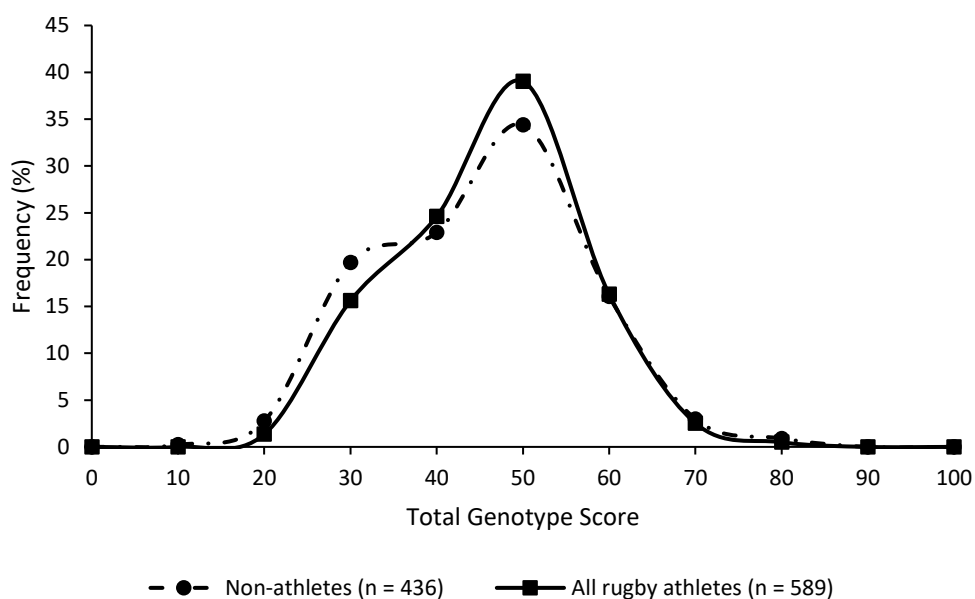 45
40
35
30
25
20
15
10
5
0
Frequency (%)
0 10 20 30 40 50 60 70 80 90 100
Total Genotype Score
Non-athletes (n = 436) All rugby athletes (n = 589)